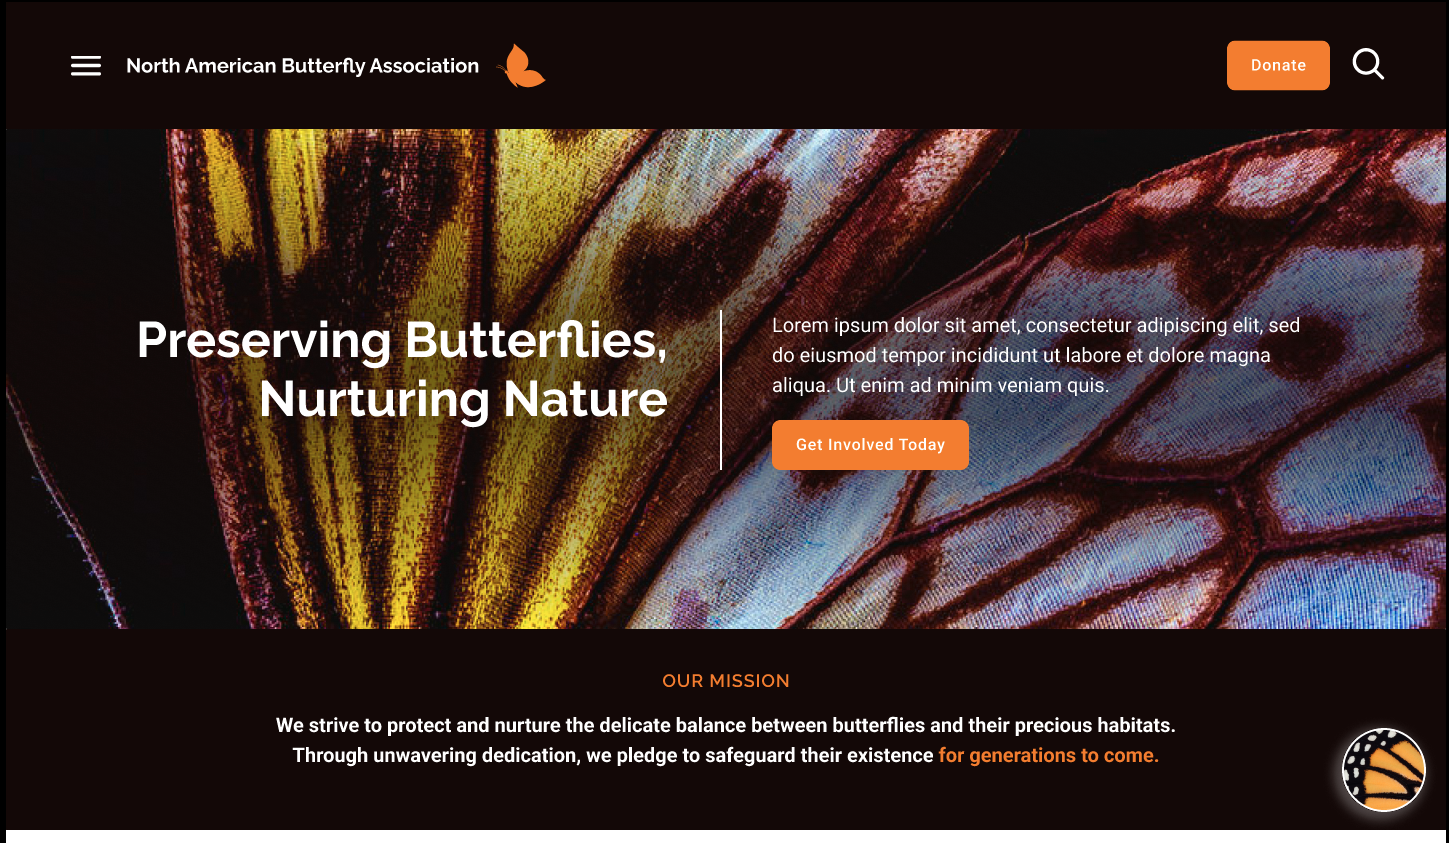 North American Butterfly Association
Donate
Preserving Butterflies,
Nurturing Nature
Lorem ipsum dolor sit amet, consectetur adipiscing elit, sed
do eiusmod tempor incididunt ut labore et dolore magna
aliqua. Ut enim ad minim veniam quis.
Get Involved Today
OUR MISSION
We strive to protect and nurture the delicate balance between butterflies and their precious habitats.
Through unwavering dedication, we pledge to safeguard their existence for generations to come.